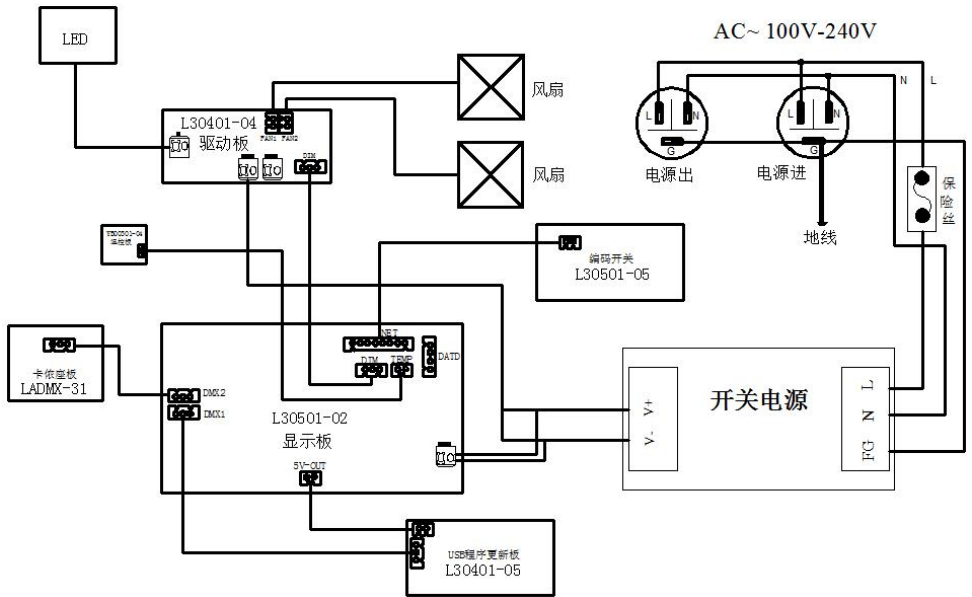 LED
AC~ 100V-240V
N
L
风扇
L30401-04
驱动板
FAN1
FAN2
DIM
L
N
G
L
N
G
风扇
电源出
电源进
保险丝
地线
编码开关
L30501-05
NET
DIM
TEMP
DATD
卡侬座板
LADMX-31
DMX2
DMX1
L30501-02
显示板
5V-OUT
开关电源
V+
V-
L
N
FG
USB程序更新板
L30401-05